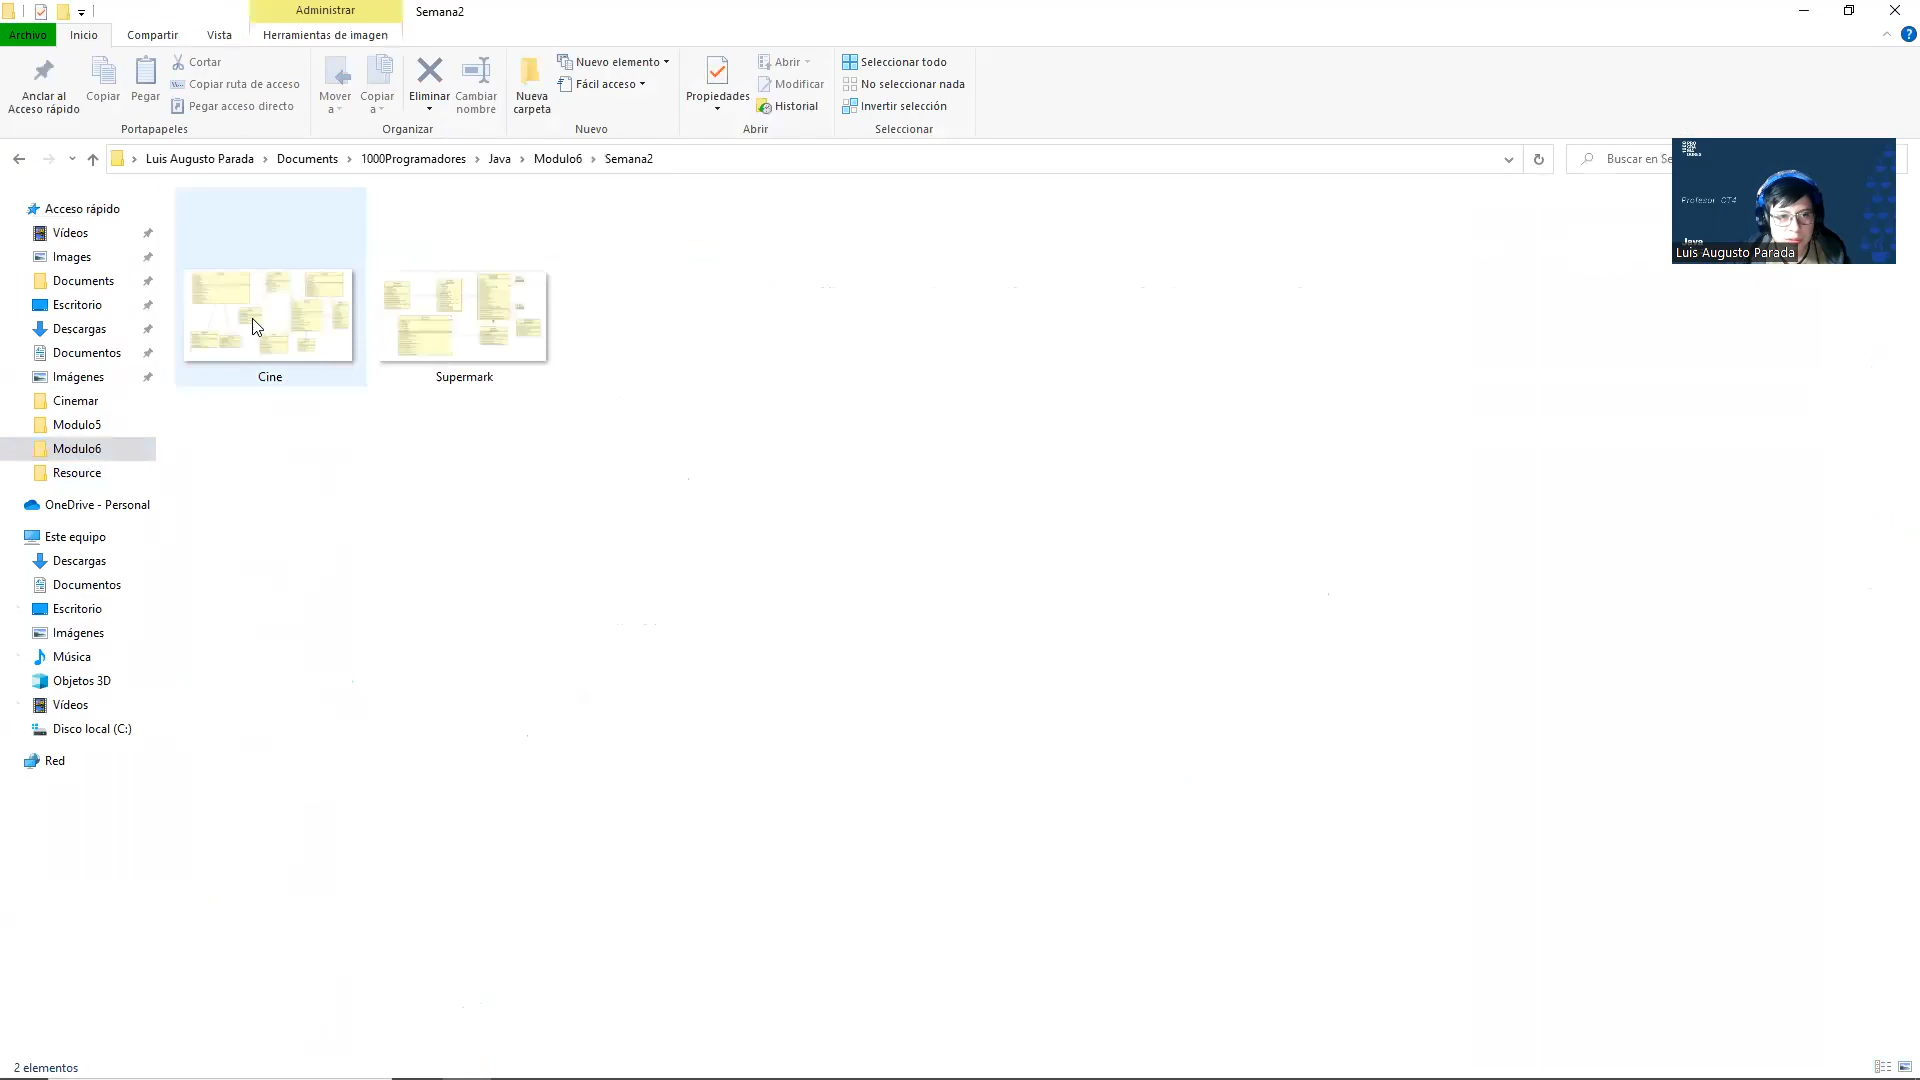 Administrar
Semana2
Archivo
Inicio
Compartir
Vista
Herramientas de imagen
Anclar al
Acceso rápido
Copiar
Pegar
Cortar
Copiar ruta de acceso
Pegar acceso directo
Portapapeles
Mover
a
Copiar
a
Eliminar
Cambiar
nombre
Organizar
Nueva
carpeta
Nuevo elemento
Fácil acceso
Nuevo
Propiedades
Abrir
Modificar
Historial
Abrir
Seleccionar todo
No seleccionar nada
Invertir selección
Seleccionar
Luis Augusto Parada > Documents > 1000Programadores > Java > Modulo6 > Semana2
Buscar en Se
Profesor CT4
Java
Luis Augusto Parada
Acceso rápido
Vídeos
Images
Documents
Escritorio
Descargas
Documentos
Imágenes
Cinemar
Modulo5
Modulo6
Resource
OneDrive - Personal
Este equipo
Descargas
Documentos
Escritorio
Imágenes
Música
Objetos 3D
Vídeos
Disco local (C:)
Red
Cine
Supermark
2 elementos